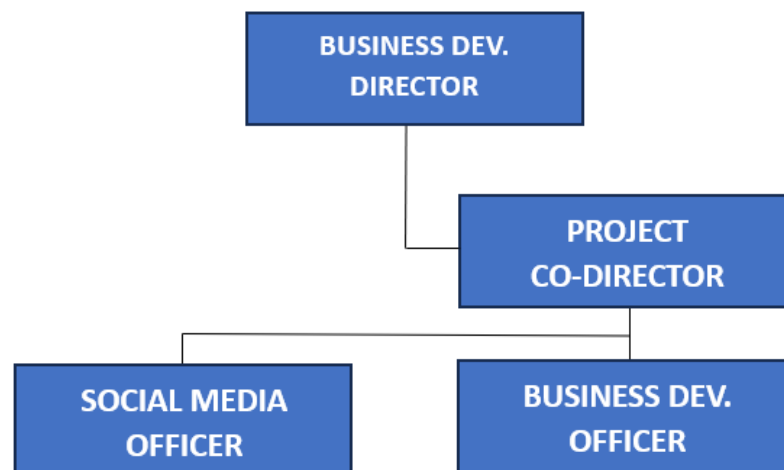 BUSINESS DEV.
DIRECTOR
PROJECT
CO-DIRECTOR
SOCIAL MEDIA
OFFICER
BUSINESS DEV.
OFFICER